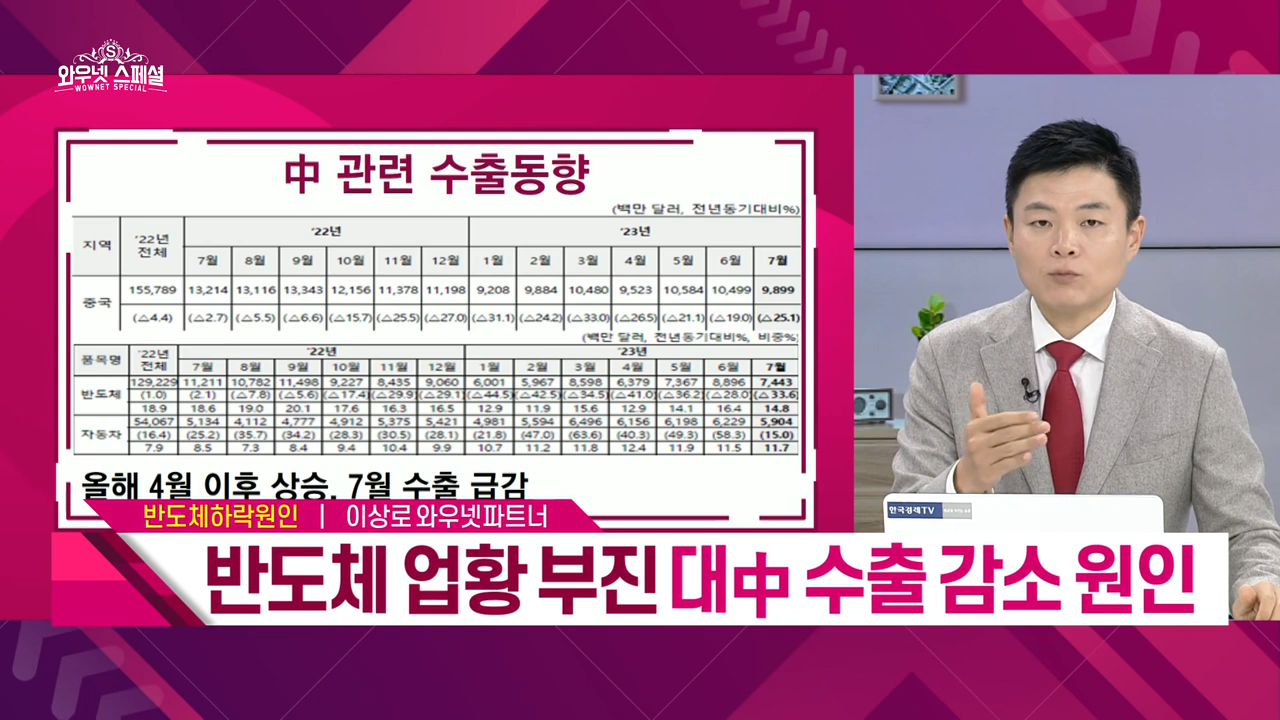 S
와우넷 스페셜
WOWNET SPECIAL
中 관련 수출동향
(백만 달러, 전년동기대비%)
지역 '22년 전체 '22년 '23년
7월 8월 9월 10월 11월 12월 1월 2월 3월 4월 5월 6월 7월
중국 155,789 13,214 13,116 13,343 12,156 11,378 11,198 9,208 9,884 10,480 9,523 10,584 10,499 9,899
(△4.4) (△2.7) (△5.5) (△6.6) (△15.7) (△25.5) (△27.0) (△31.1) (△24.2) (△33.0) (△26.5) (△21.1) (△19.0) (△25.1)
(백만 달러, 전년동기대비%, 비중%)
품목명 '22년 전체 '22년 '23년
7월 8월 9월 10월 11월 12월 1월 2월 3월 4월 5월 6월 7월
반도체 129,229 11,211 10,782 11,498 9,227 8,435 9,060 6,001 5,967 8,598 6,379 7,367 8,896 7,443
(1.0) (2.1) (△7.8) (△5.6) (△17.4) (△29.9) (△29.1) (△44.5) (△42.5) (△34.5) (△41.0) (△36.2) (△28.0) (△33.6)
18.9 18.6 19.0 20.1 17.6 16.3 16.5 12.9 11.9 15.6 12.9 14.1 16.4 14.8
자동차 54,067 5,134 4,112 4,777 4,912 5,375 5,421 4,981 5,594 6,496 6,156 6,198 6,229 5,904
(16.4) (25.2) (35.7) (34.2) (28.3) (30.5) (28.1) (21.8) (47.0) (63.6) (40.3) (49.3) (58.3) (15.0)
7.9 8.5 7.3 8.4 9.4 10.4 9.9 10.7 11.2 11.8 12.4 11.9 11.5 11.7
올해 4월 이후 상승, 7월 수출 급감
반도체하락원인 | 이상로 와우넷파트너
한국경제TV
반도체 업황 부진 대中 수출 감소 원인